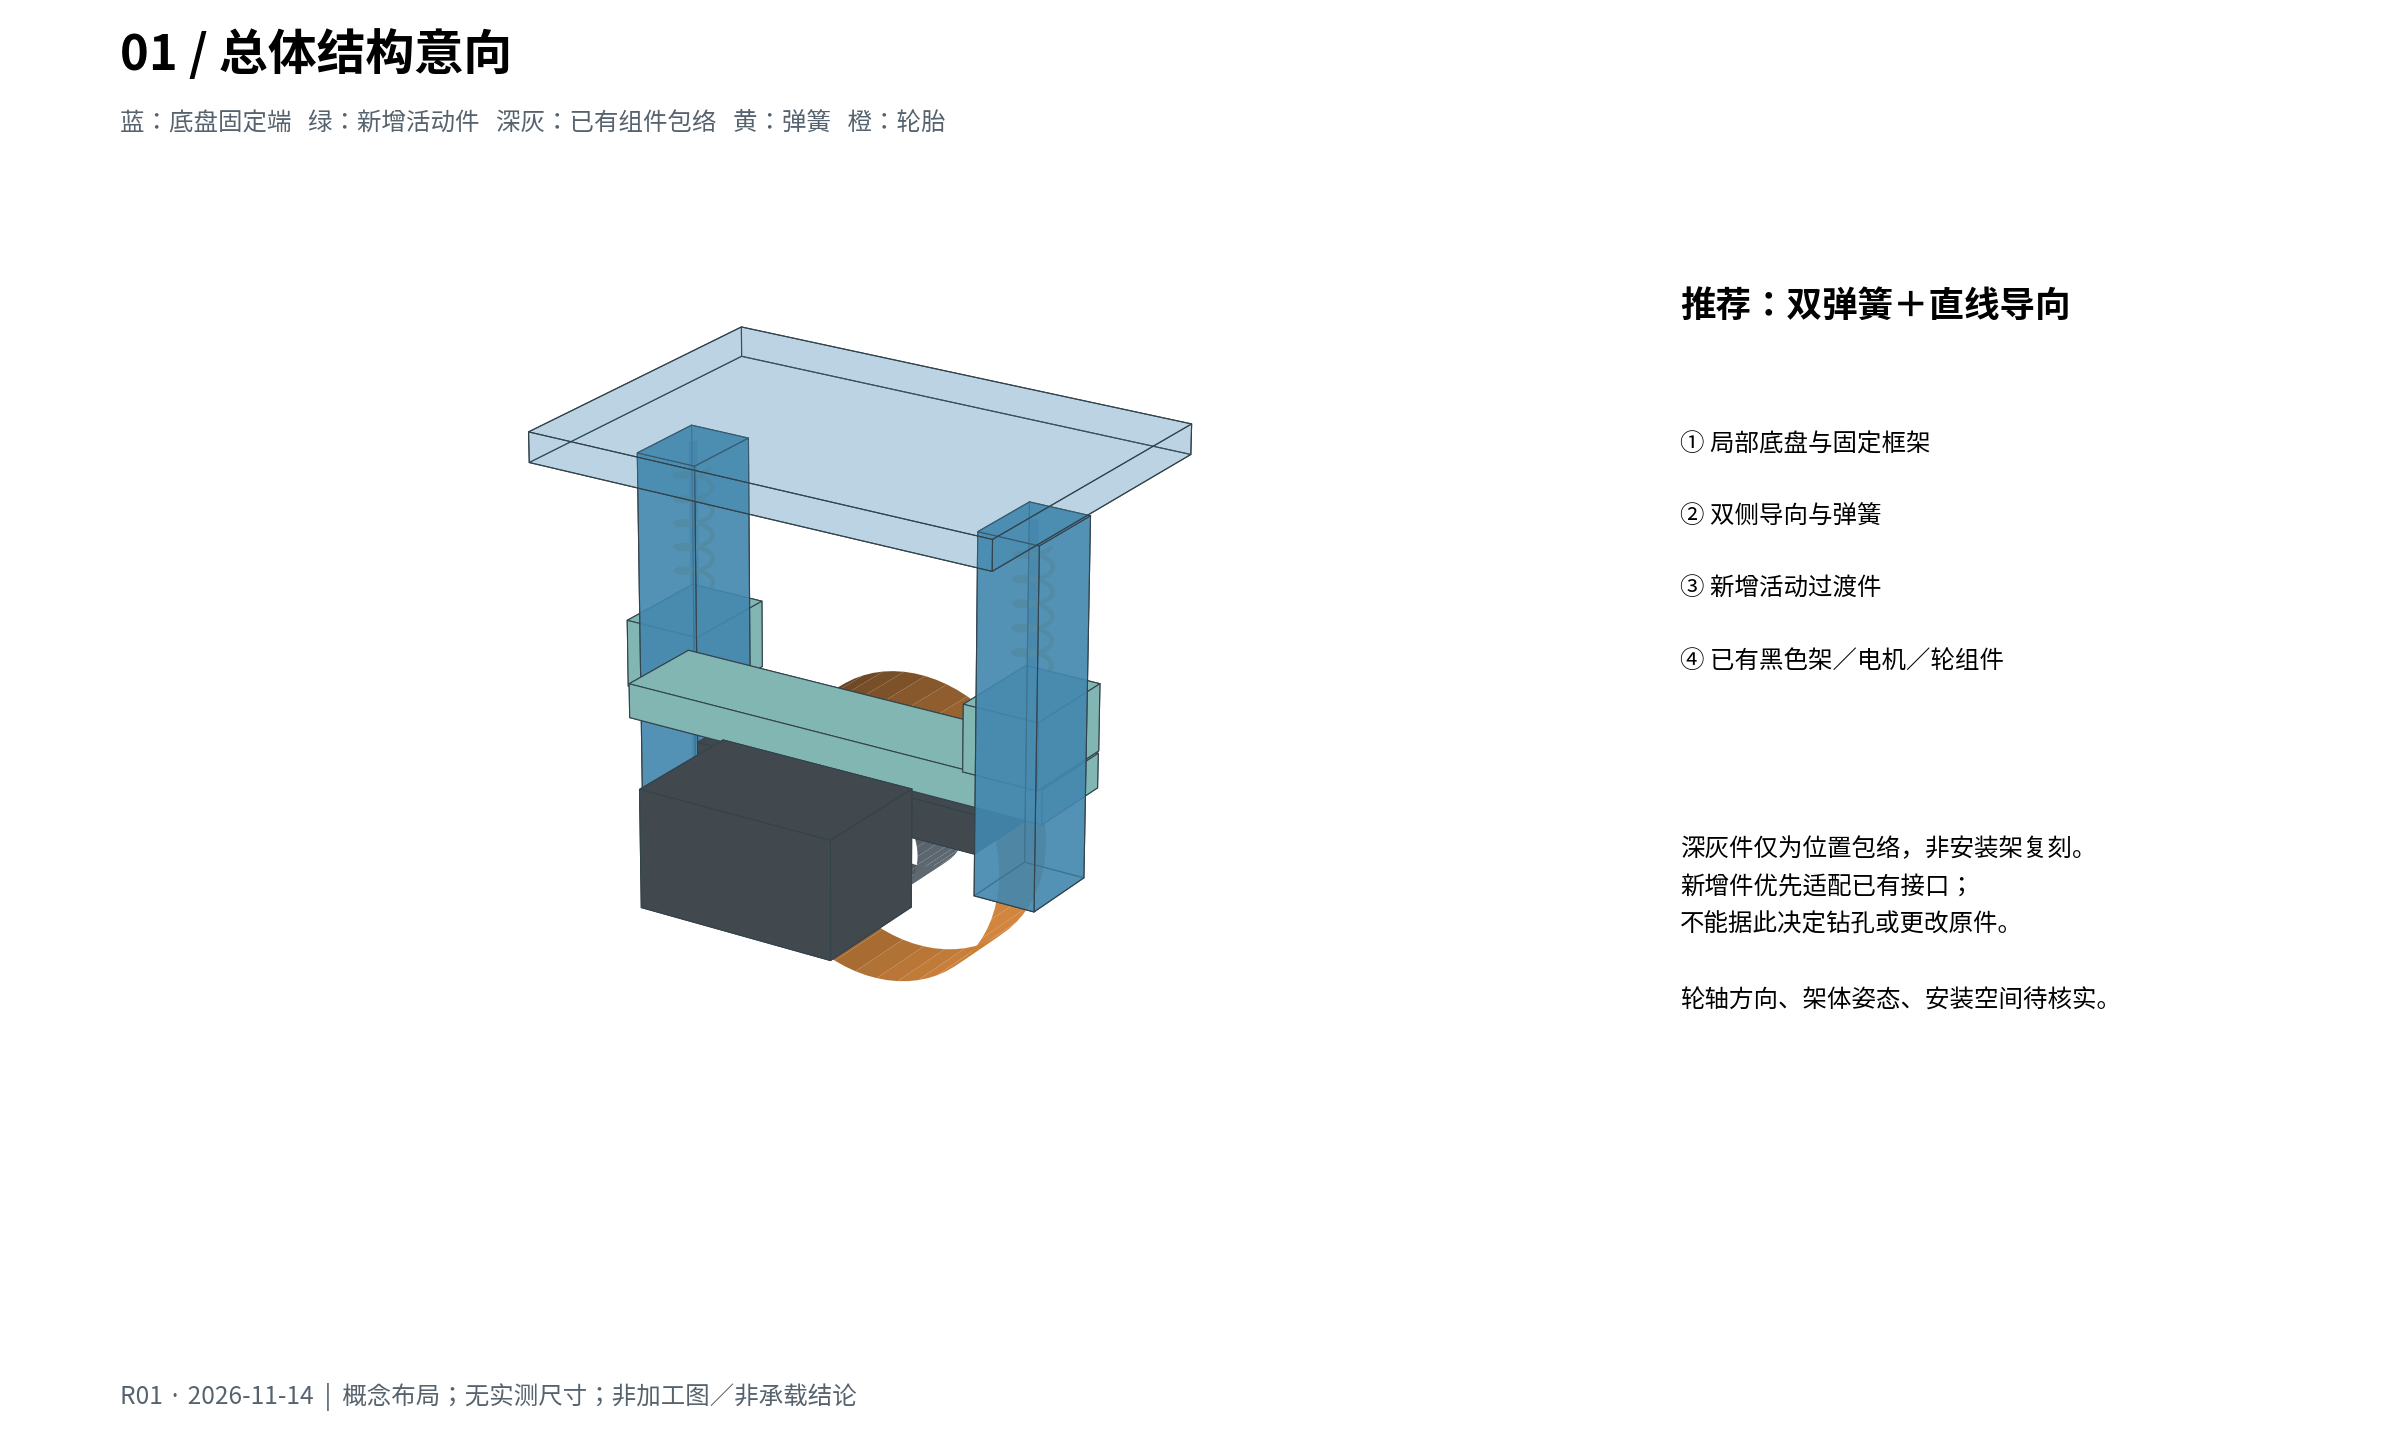 01 / 总体结构意向
蓝：底盘固定端 绿：新增活动件 深灰：已有组件包络 黄：弹簧 橙：轮胎
推荐：双弹簧＋直线导向
① 局部底盘与固定框架
② 双侧导向与弹簧
③ 新增活动过渡件
④ 已有黑色架／电机／轮组件
深灰件仅为位置包络，非安装架复刻。
新增件优先适配已有接口；
不能据此决定钻孔或更改原件。
轮轴方向、架体姿态、安装空间待核实。
R01 · 2026-11-14｜概念布局；无实测尺寸；非加工图／非承载结论